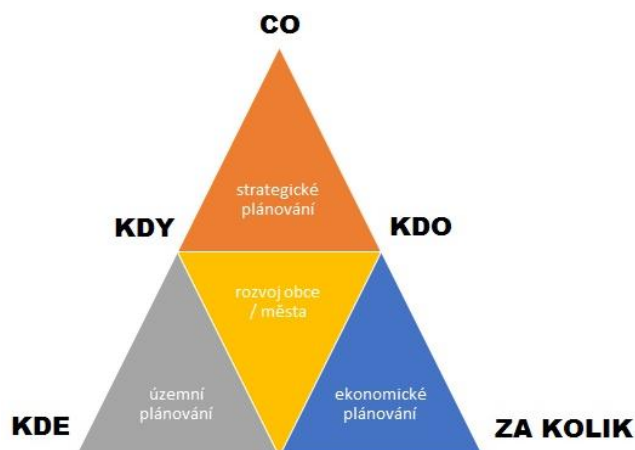 CO
strategické
plánování
KDY
KDO
rozvoj obce
/ města
územní
plánování
ekonomické
plánování
KDE
ZA KOLIK